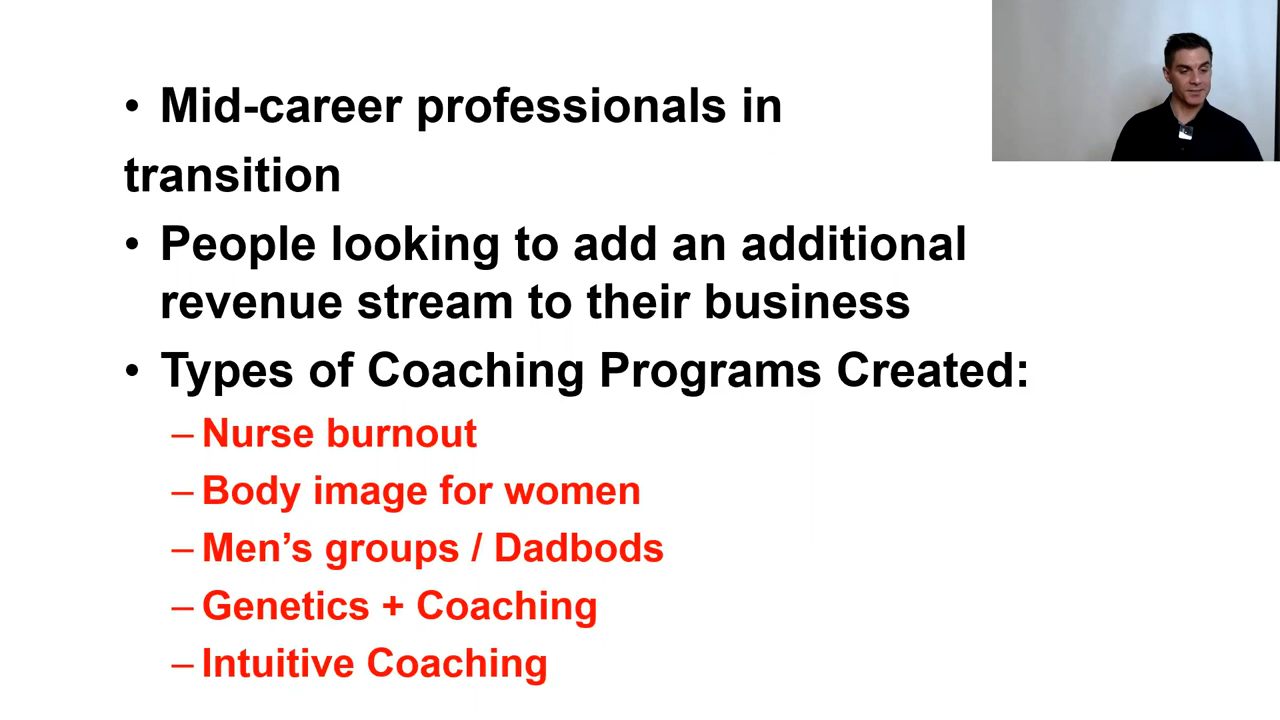 • Mid-career professionals in
transition
• People looking to add an additional
revenue stream to their business
• Types of Coaching Programs Created:
– Nurse burnout
– Body image for women
– Men’s groups / Dadbods
– Genetics + Coaching
– Intuitive Coaching